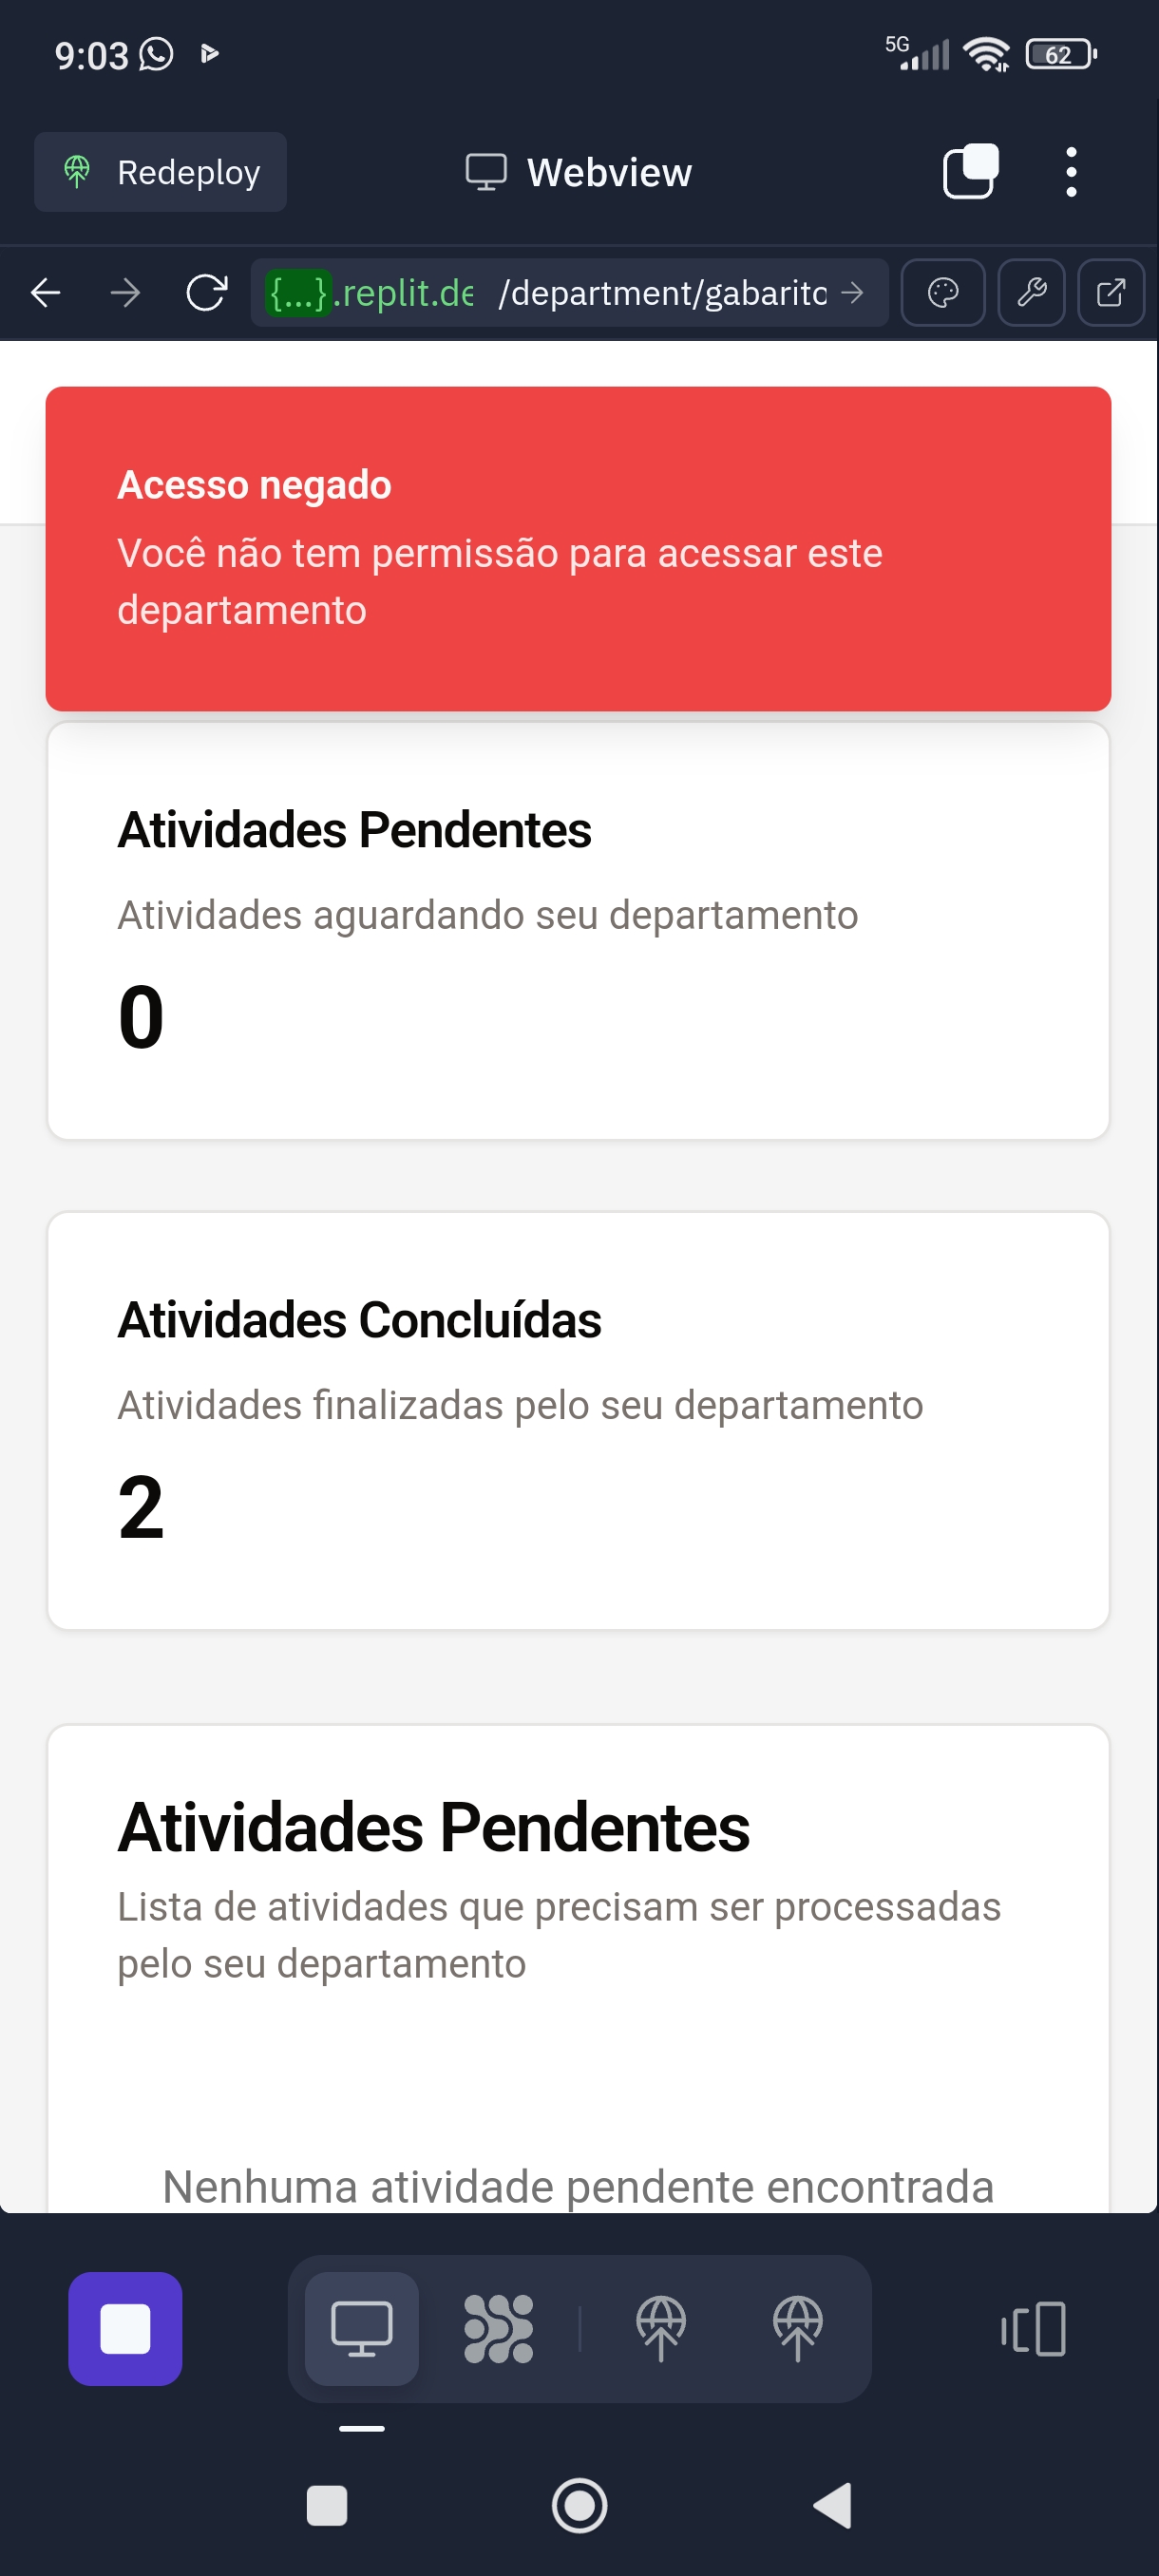 9:03
5G
62
Redeploy
Webview
{...}.replit.de /department/gabarito
Acesso negado
Você não tem permissão para acessar este
departamento
Atividades Pendentes
Atividades aguardando seu departamento
0
Atividades Concluídas
Atividades finalizadas pelo seu departamento
2
Atividades Pendentes
Lista de atividades que precisam ser processadas
pelo seu departamento
Nenhuma atividade pendente encontrada